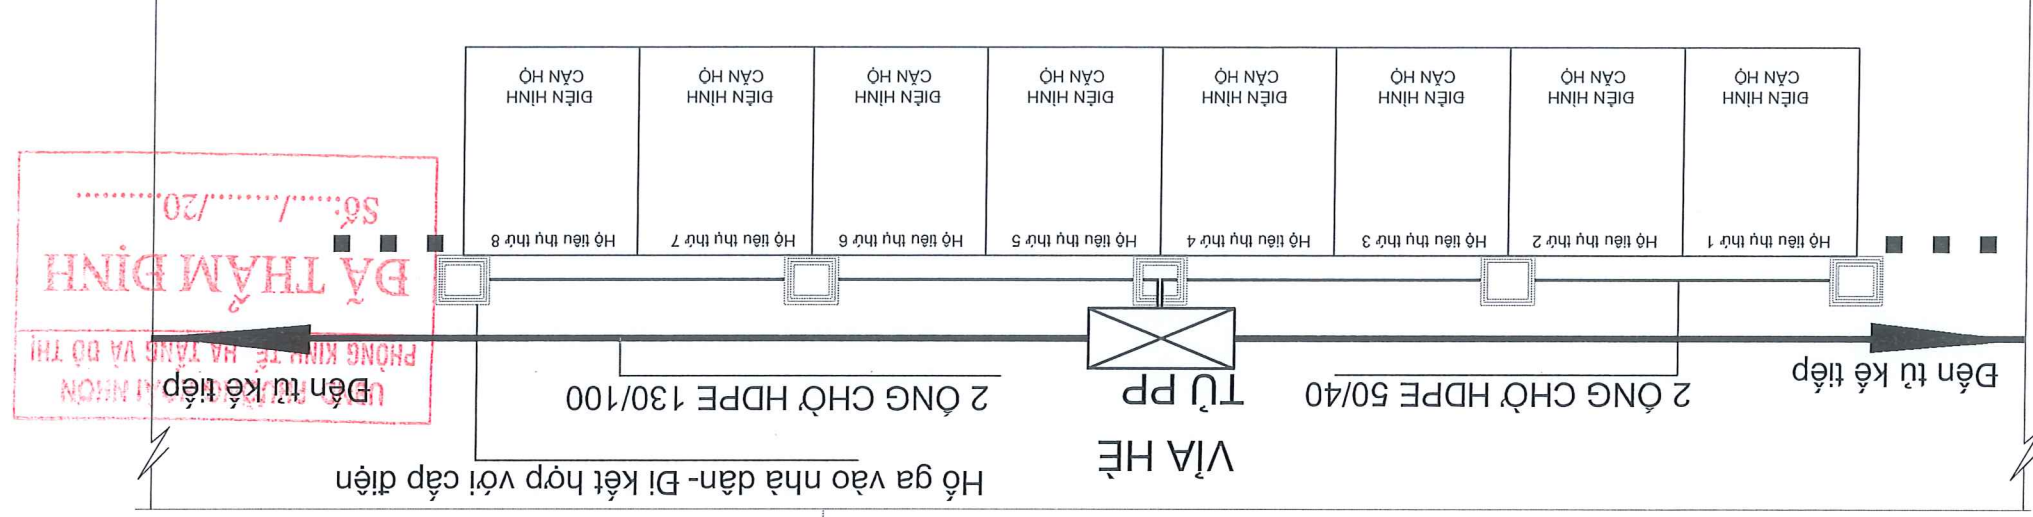 Hố ga vào nhà dân- Đi kết hợp với cấp điện
VỈA HÈ
2 ỐNG CHỜ HDPE 50/40
TỦ PP
2 ỐNG CHỜ HDPE 130/100
Đến tủ kế tiếp
Đến tủ kế tiếp
PHÒNG KINH TẾ, HẠ TẦNG VÀ ĐÔ THỊ
ĐÃ THẨM ĐỊNH
Số:....../........./20..........
Hộ tiêu thụ thứ 1
Hộ tiêu thụ thứ 2
Hộ tiêu thụ thứ 3
Hộ tiêu thụ thứ 4
Hộ tiêu thụ thứ 5
Hộ tiêu thụ thứ 6
Hộ tiêu thụ thứ 7
Hộ tiêu thụ thứ 8
CĂN HỘ
ĐIỂN HÌNH
CĂN HỘ
ĐIỂN HÌNH
CĂN HỘ
ĐIỂN HÌNH
CĂN HỘ
ĐIỂN HÌNH
CĂN HỘ
ĐIỂN HÌNH
CĂN HỘ
ĐIỂN HÌNH
CĂN HỘ
ĐIỂN HÌNH
CĂN HỘ
ĐIỂN HÌNH